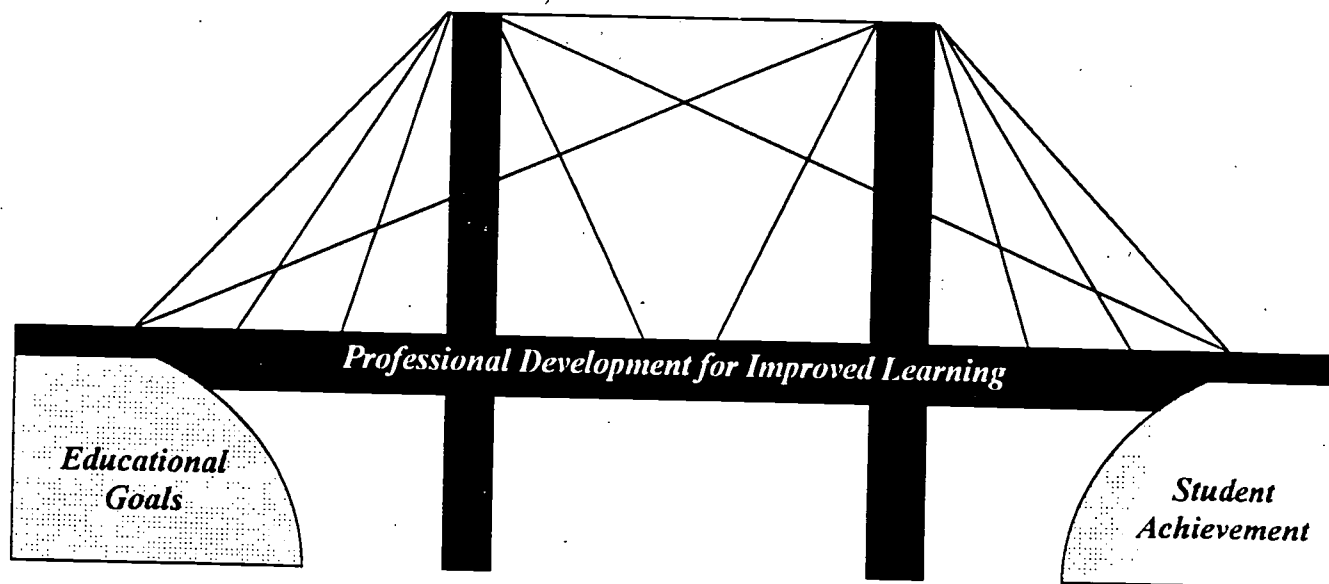 Professional Development for Improved Learning
Educational
Goals
Student
Achievement